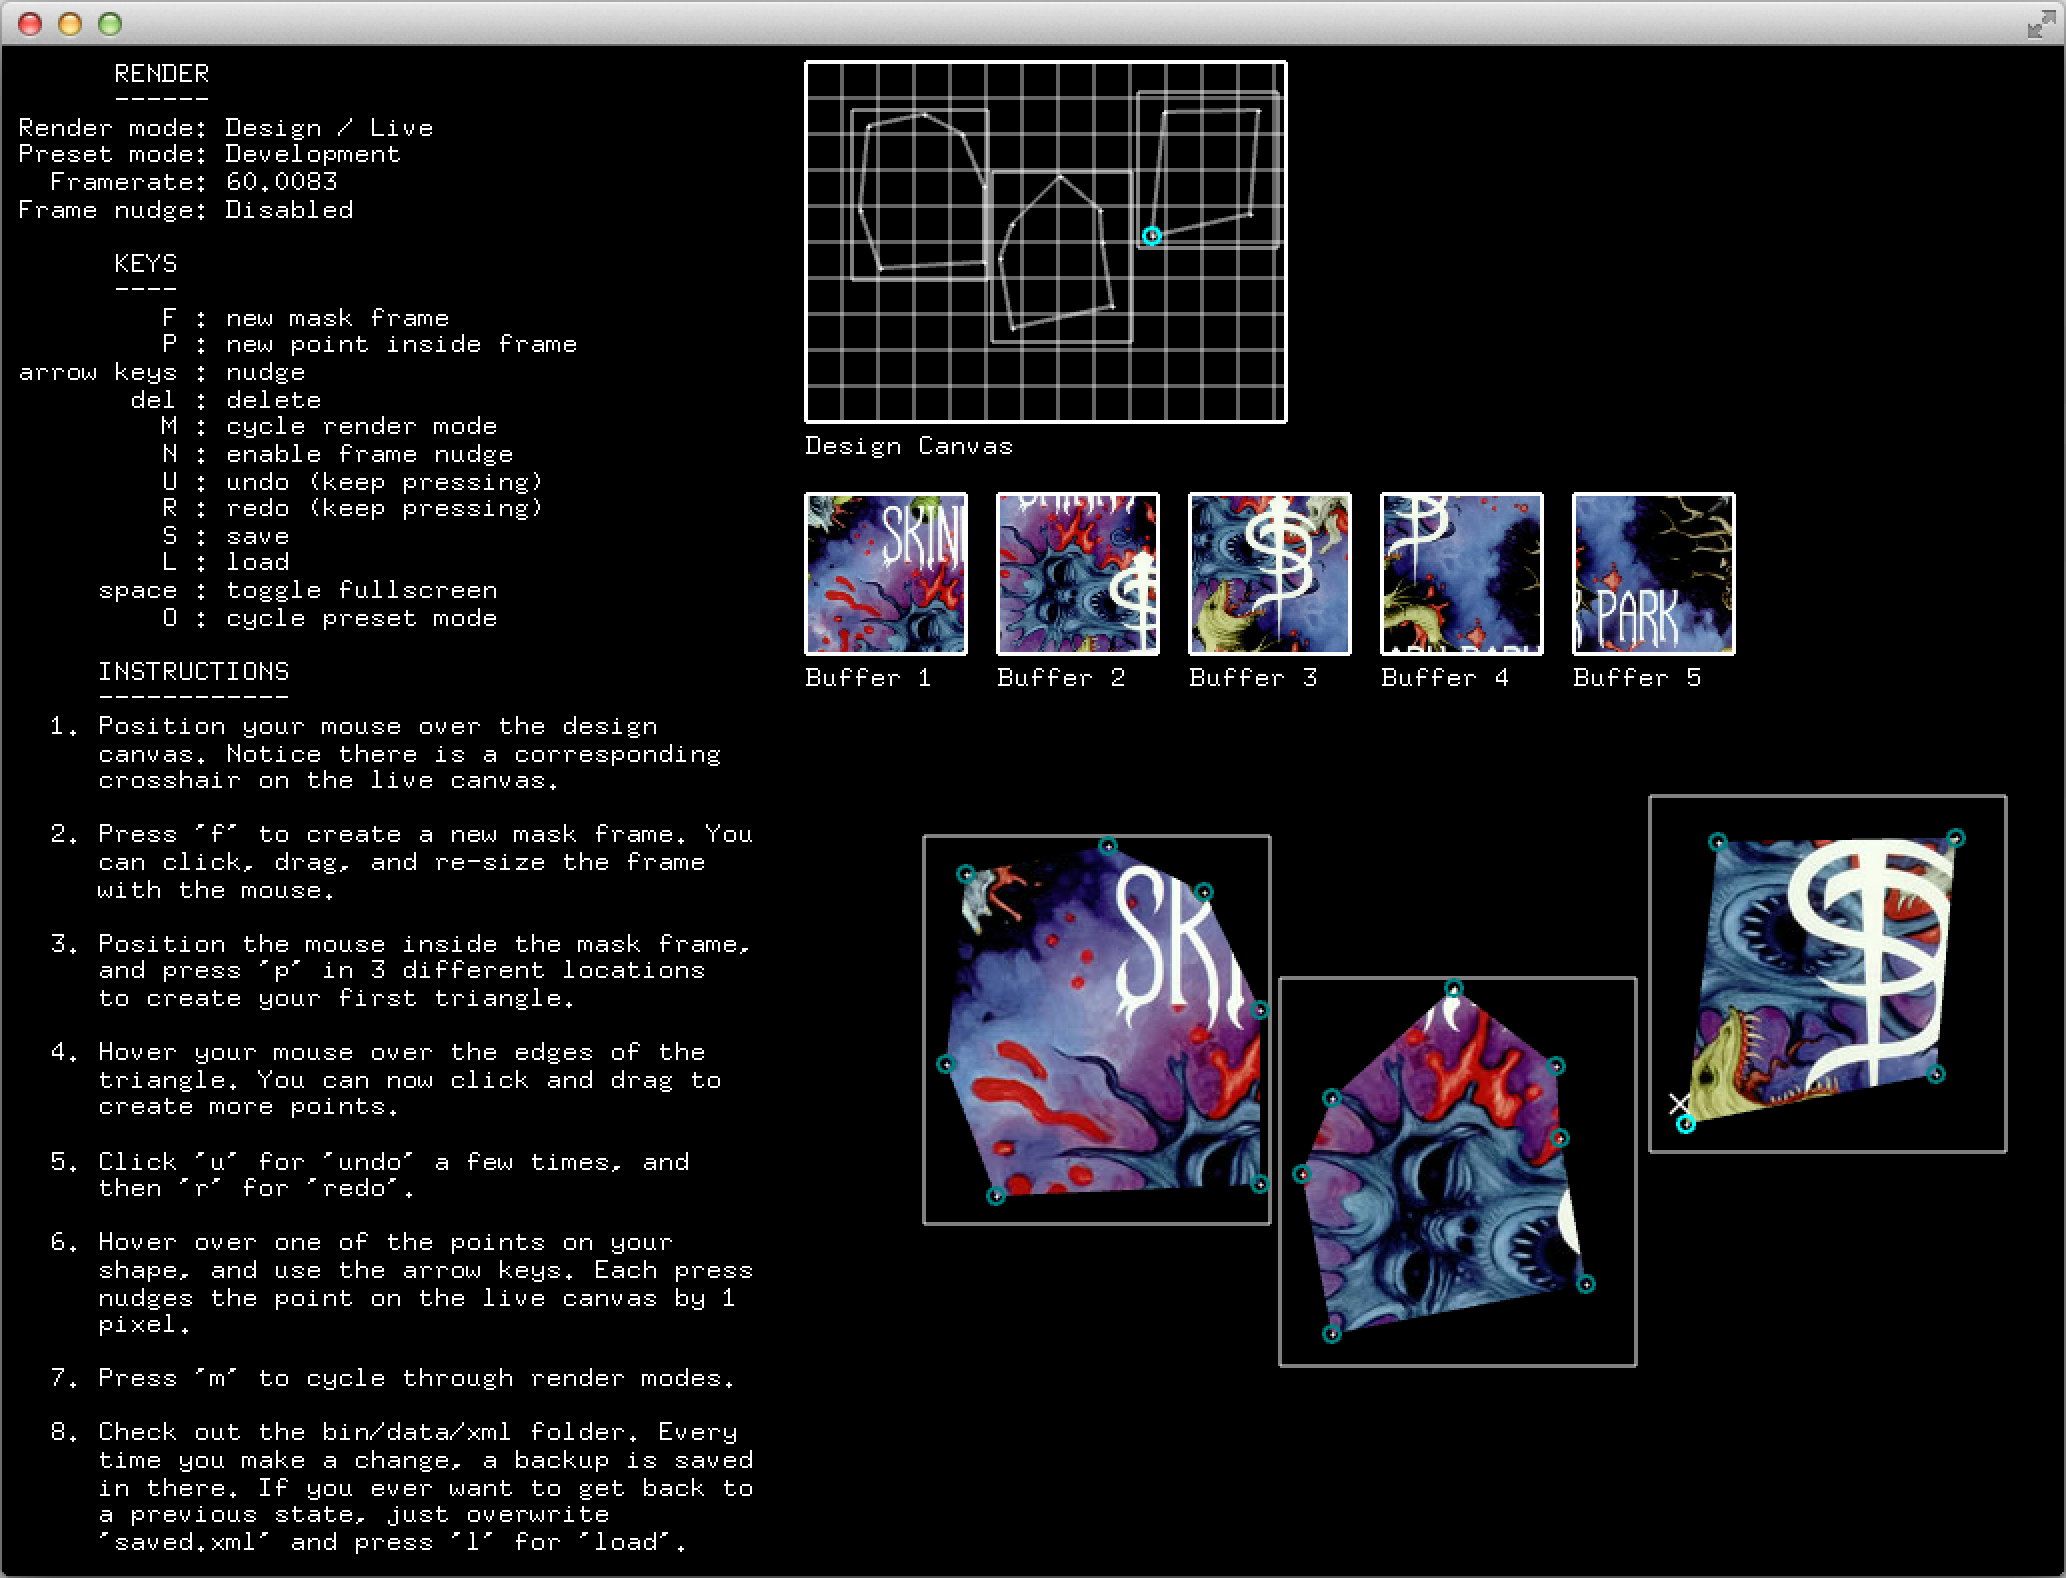 RENDER
------
Render mode: Design / Live
Preset mode: Development
Framerate: 60.0083
Frame nudge: Disabled
KEYS
----
F : new mask frame
P : new point inside frame
arrow keys : nudge
del : delete
M : cycle render mode
N : enable frame nudge
U : undo (keep pressing)
R : redo (keep pressing)
S : save
L : load
space : toggle fullscreen
O : cycle preset mode
INSTRUCTIONS
------------
1. Position your mouse over the design
canvas. Notice there is a corresponding
crosshair on the live canvas.
2. Press 'f' to create a new mask frame. You
can click, drag, and re-size the frame
with the mouse.
3. Position the mouse inside the mask frame,
and press 'p' in 3 different locations
to create your first triangle.
4. Hover your mouse over the edges of the
triangle. You can now click and drag to
create more points.
5. Click 'u' for 'undo' a few times, and
then 'r' for 'redo'.
6. Hover over one of the points on your
shape, and use the arrow keys. Each press
nudges the point on the live canvas by 1
pixel.
7. Press 'm' to cycle through render modes.
8. Check out the bin/data/xml folder. Every
time you make a change, a backup is saved
in there. If you ever want to get back to
a previous state, just overwrite
'saved.xml' and press 'l' for 'load'.
Design Canvas
SKIN
PARK
Buffer 1
Buffer 2
Buffer 3
Buffer 4
Buffer 5
SKI